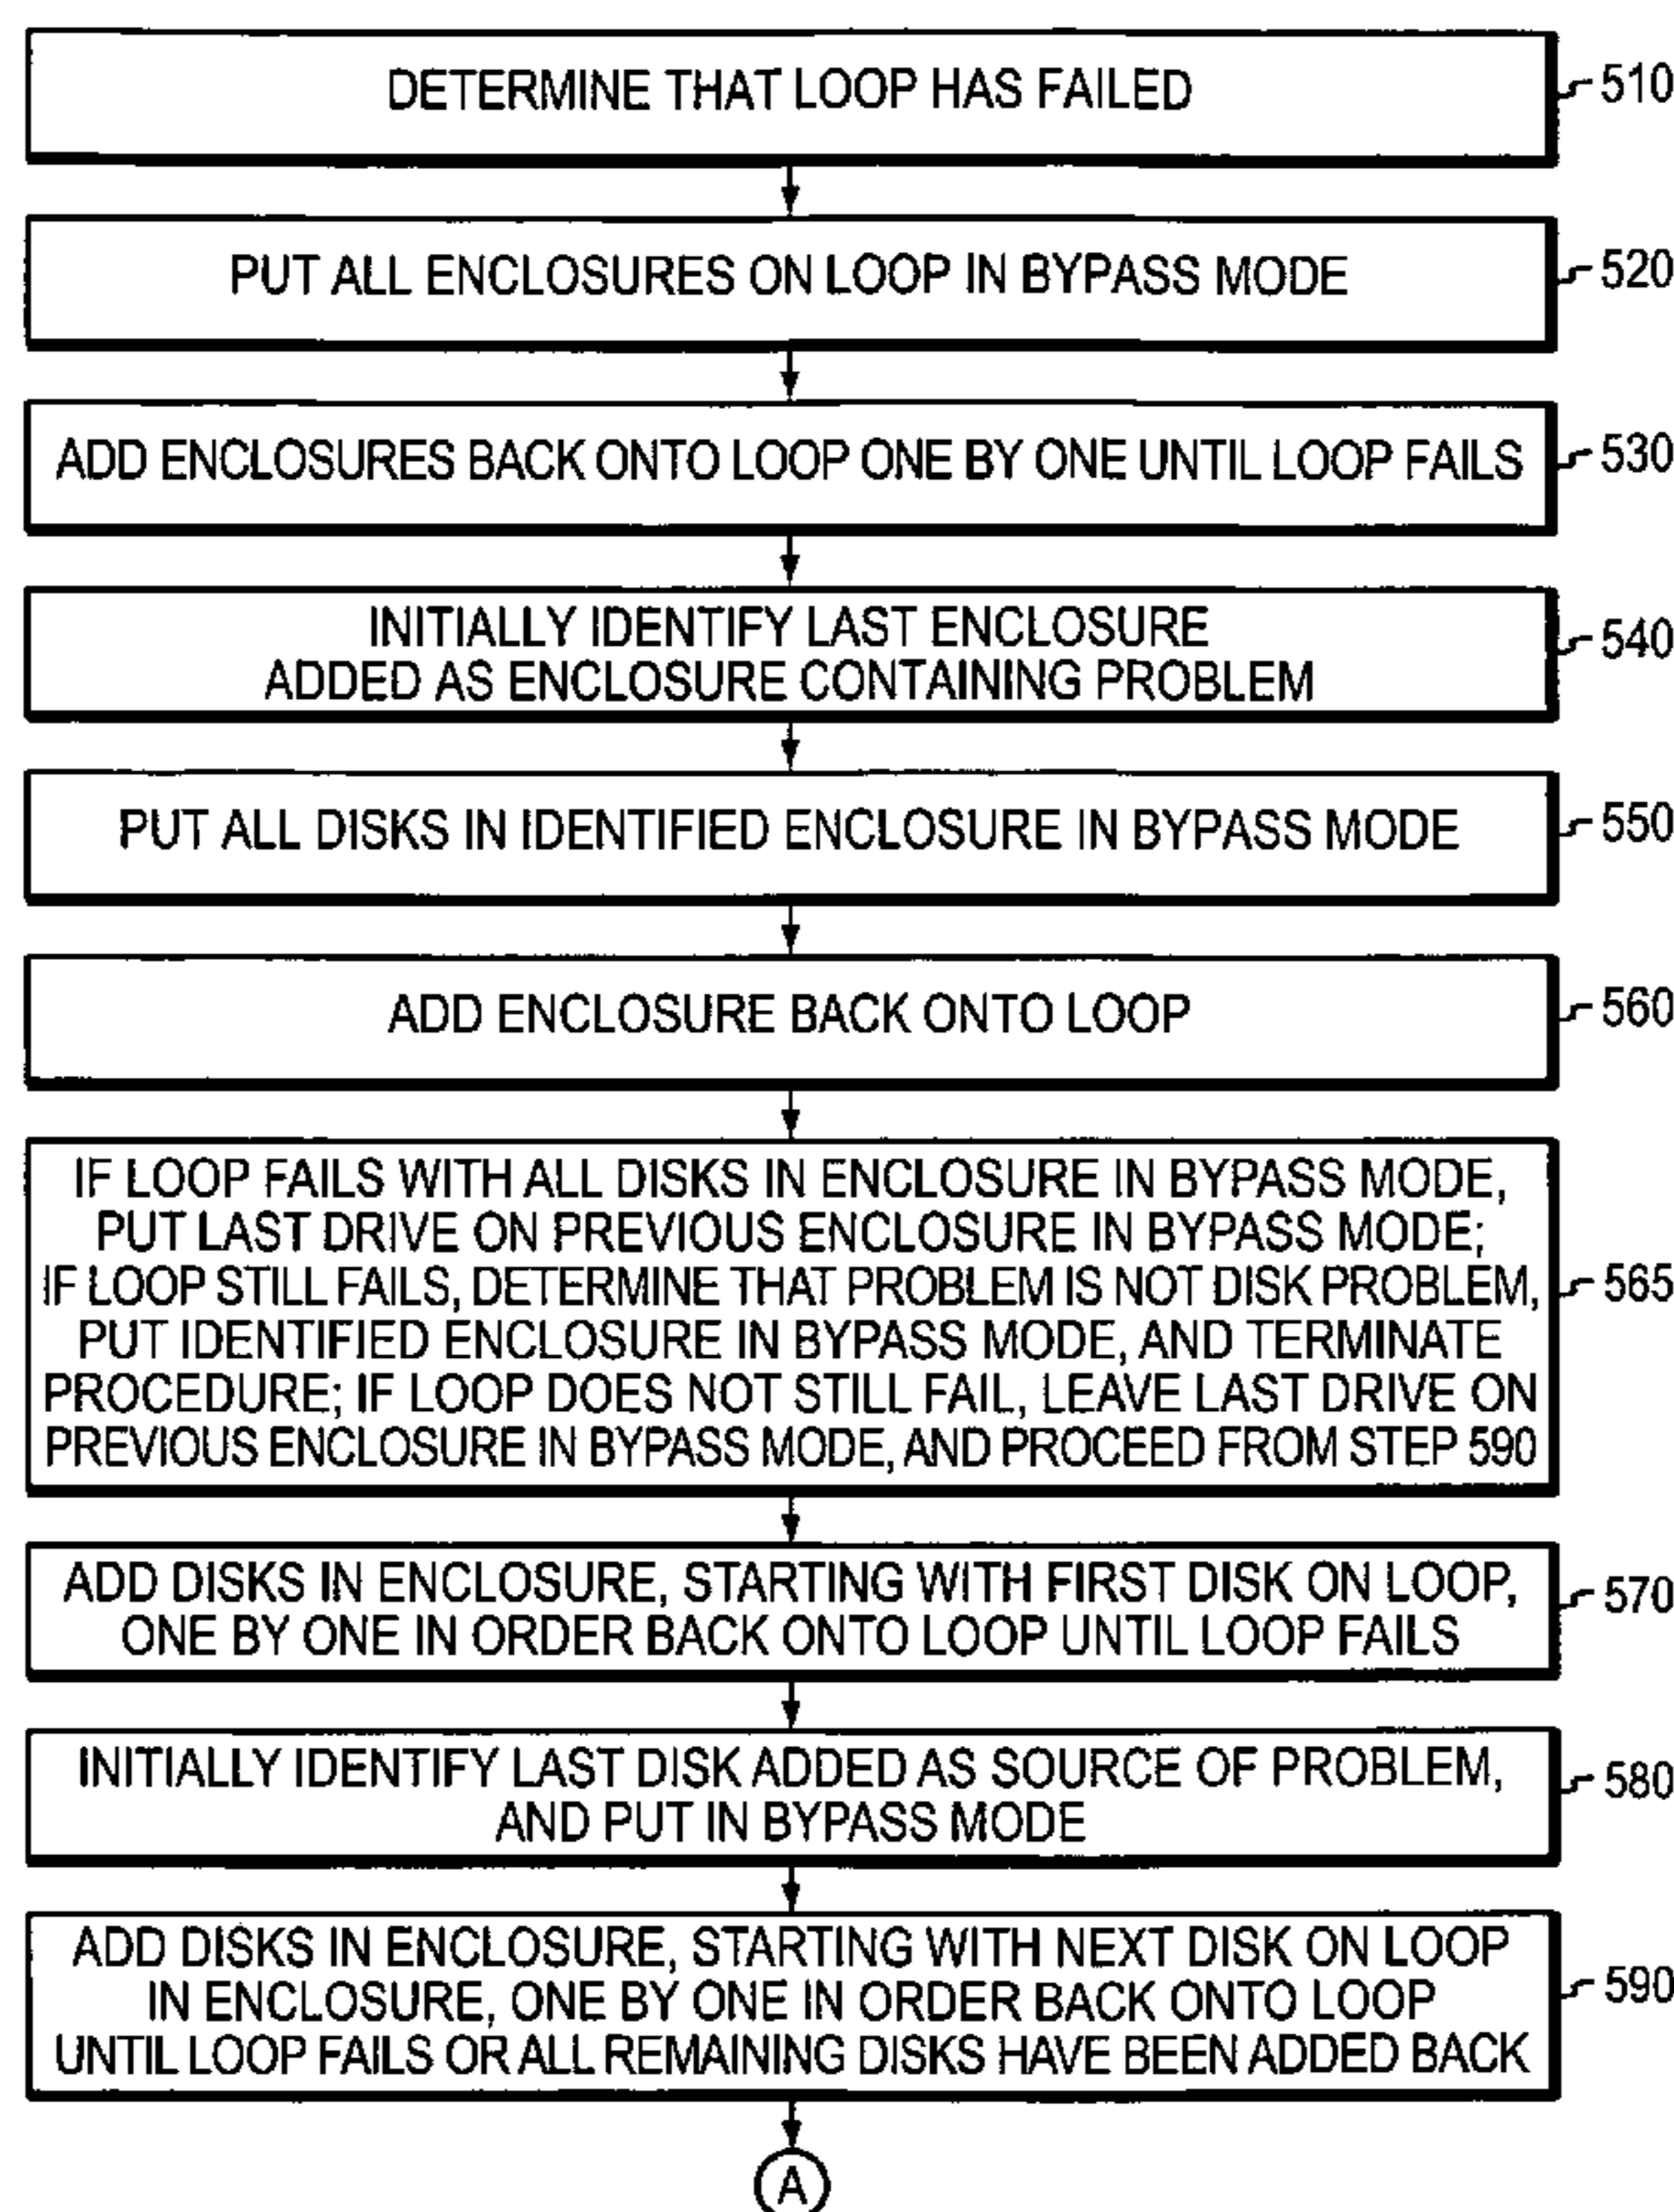 DETERMINE THAT LOOP HAS FAILED
510
PUT ALL ENCLOSURES ON LOOP IN BYPASS MODE
520
ADD ENCLOSURES BACK ONTO LOOP ONE BY ONE UNTIL LOOP FAILS
530
INITIALLY IDENTIFY LAST ENCLOSURE
ADDED AS ENCLOSURE CONTAINING PROBLEM
540
PUT ALL DISKS IN IDENTIFIED ENCLOSURE IN BYPASS MODE
550
ADD ENCLOSURE BACK ONTO LOOP
560
IF LOOP FAILS WITH ALL DISKS IN ENCLOSURE IN BYPASS MODE,
PUT LAST DRIVE ON PREVIOUS ENCLOSURE IN BYPASS MODE;
IF LOOP STILL FAILS, DETERMINE THAT PROBLEM IS NOT DISK PROBLEM,
PUT IDENTIFIED ENCLOSURE IN BYPASS MODE, AND TERMINATE
PROCEDURE; IF LOOP DOES NOT STILL FAIL, LEAVE LAST DRIVE ON
PREVIOUS ENCLOSURE IN BYPASS MODE, AND PROCEED FROM STEP 590
565
ADD DISKS IN ENCLOSURE, STARTING WITH FIRST DISK ON LOOP,
ONE BY ONE IN ORDER BACK ONTO LOOP UNTIL LOOP FAILS
570
INITIALLY IDENTIFY LAST DISK ADDED AS SOURCE OF PROBLEM,
AND PUT IN BYPASS MODE
580
ADD DISKS IN ENCLOSURE, STARTING WITH NEXT DISK ON LOOP
IN ENCLOSURE, ONE BY ONE IN ORDER BACK ONTO LOOP
UNTIL LOOP FAILS OR ALL REMAINING DISKS HAVE BEEN ADDED BACK
590
A